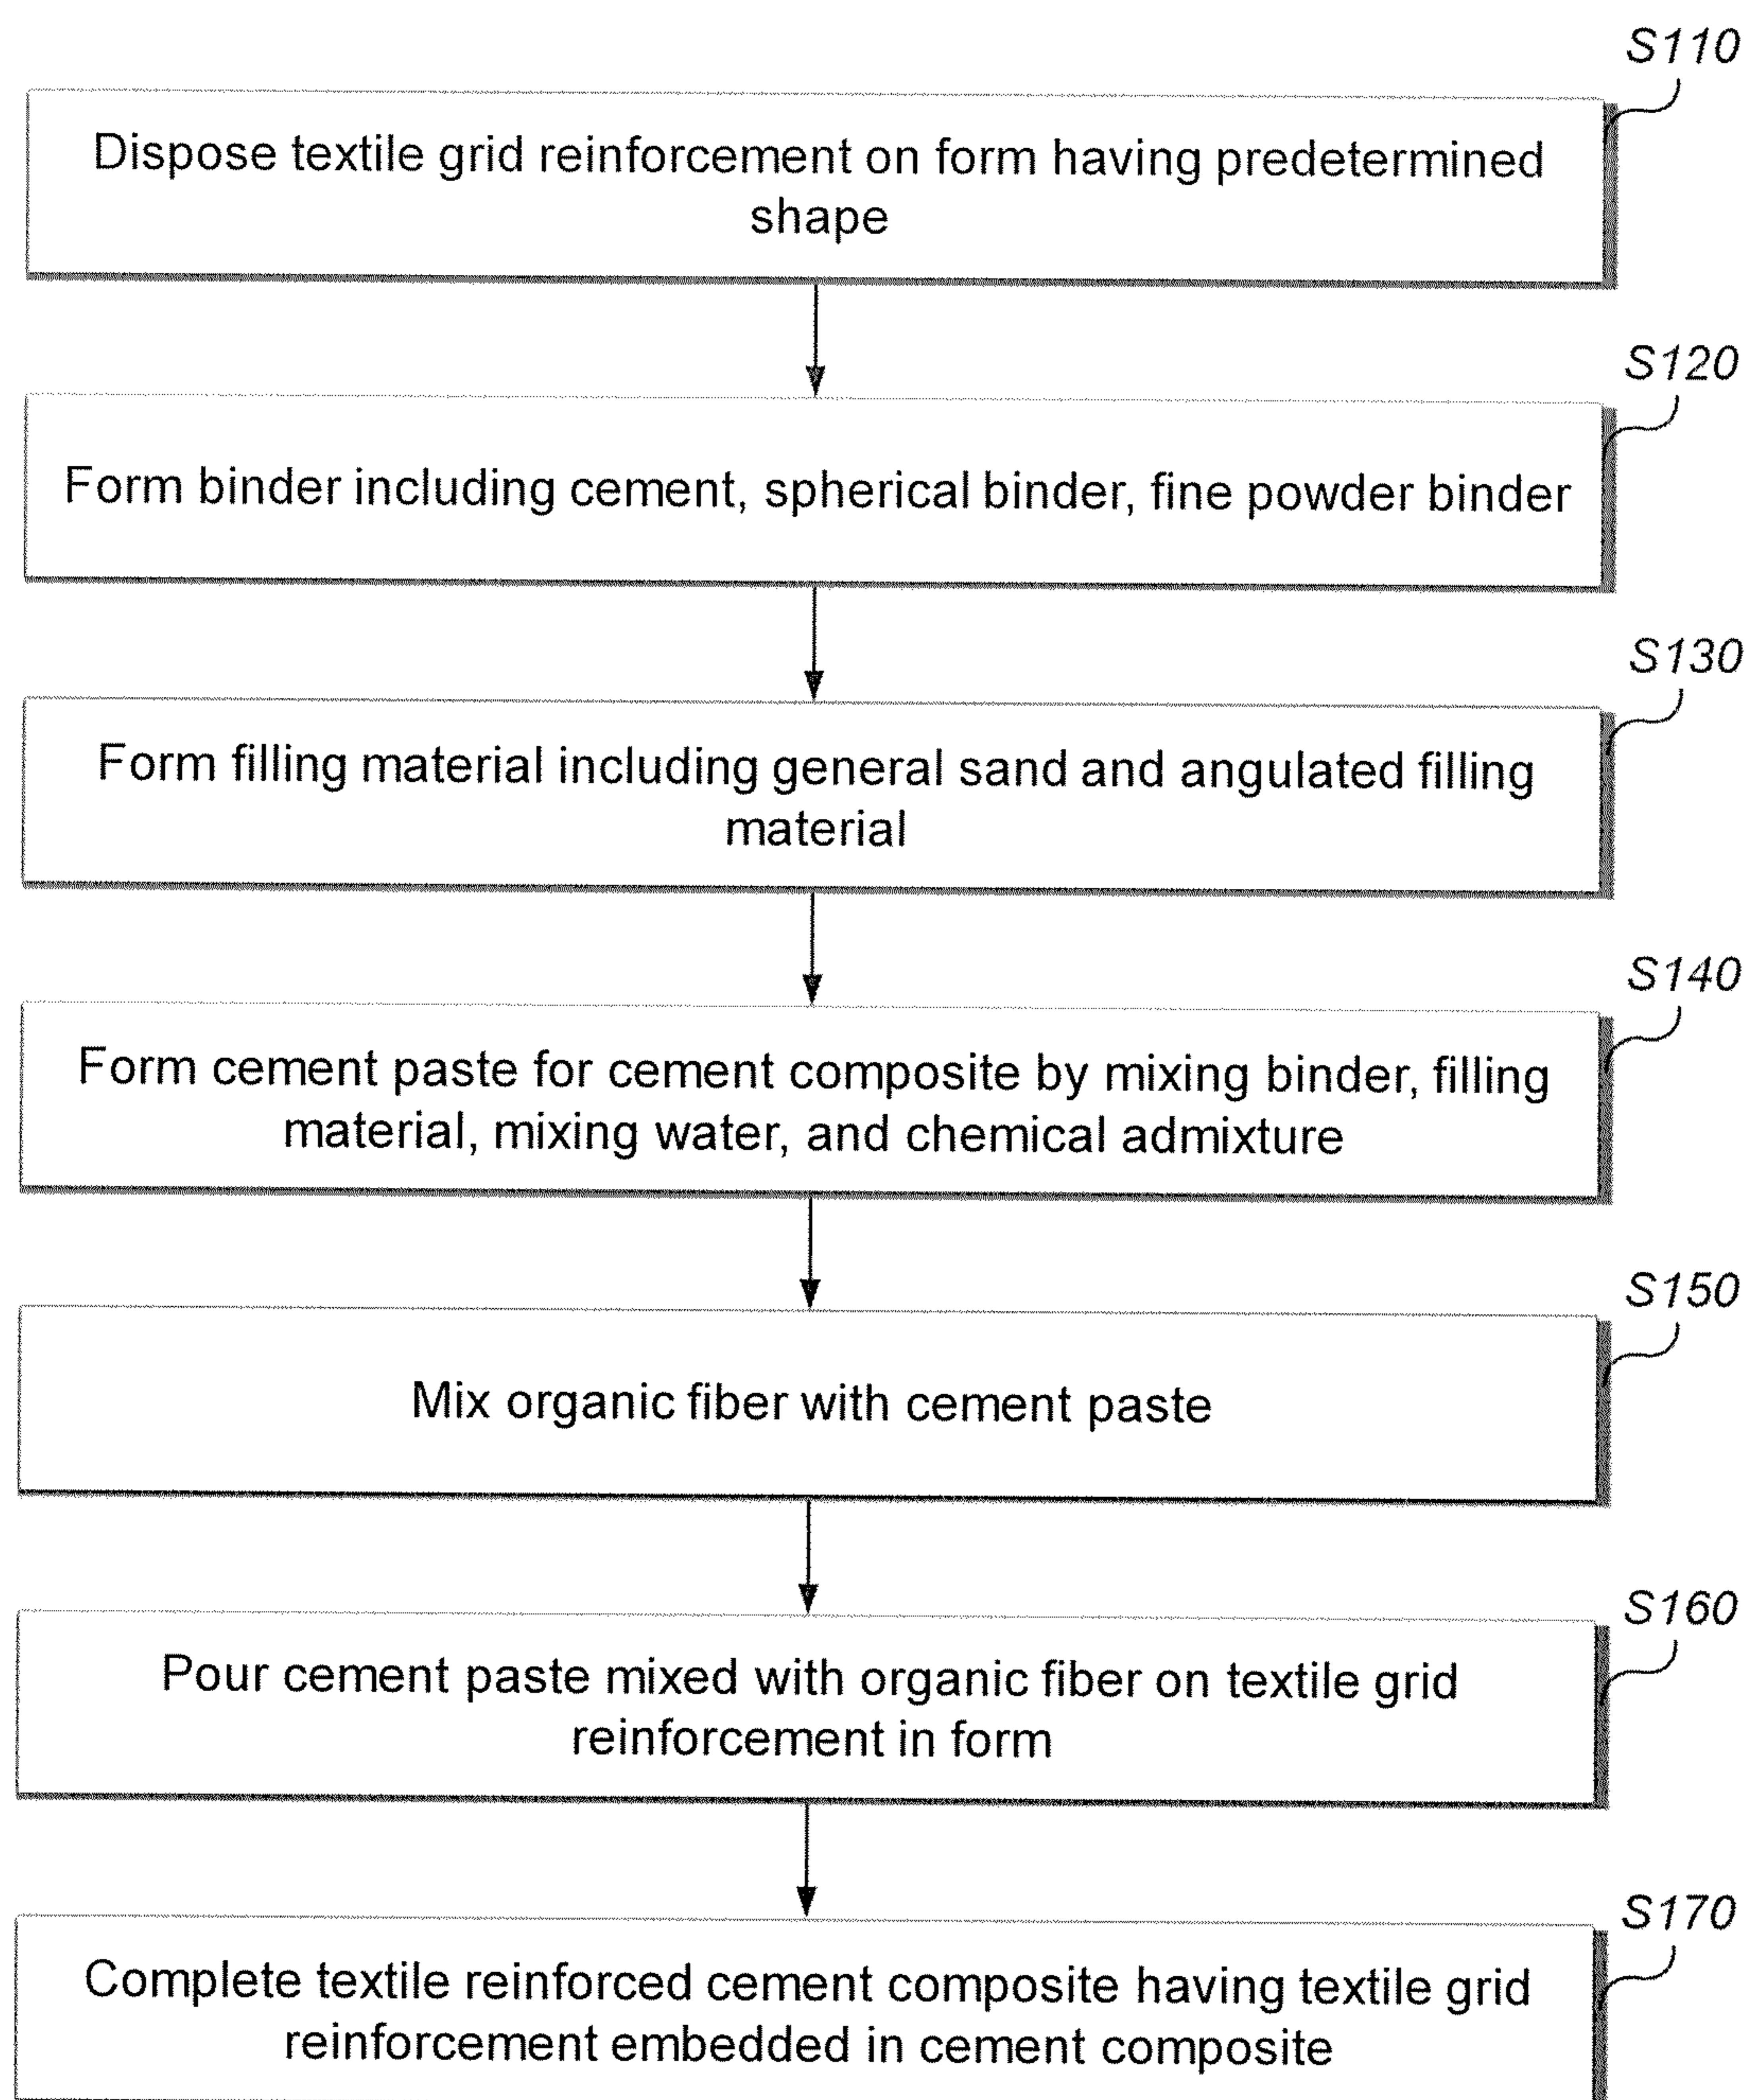 S110
Dispose textile grid reinforcement on form having predetermined
shape
S120
Form binder including cement, spherical binder, fine powder binder
S130
Form filling material including general sand and angulated filling
material
S140
Form cement paste for cement composite by mixing binder, filling
material, mixing water, and chemical admixture
S150
Mix organic fiber with cement paste
S160
Pour cement paste mixed with organic fiber on textile grid
reinforcement in form
S170
Complete textile reinforced cement composite having textile grid
reinforcement embedded in cement composite